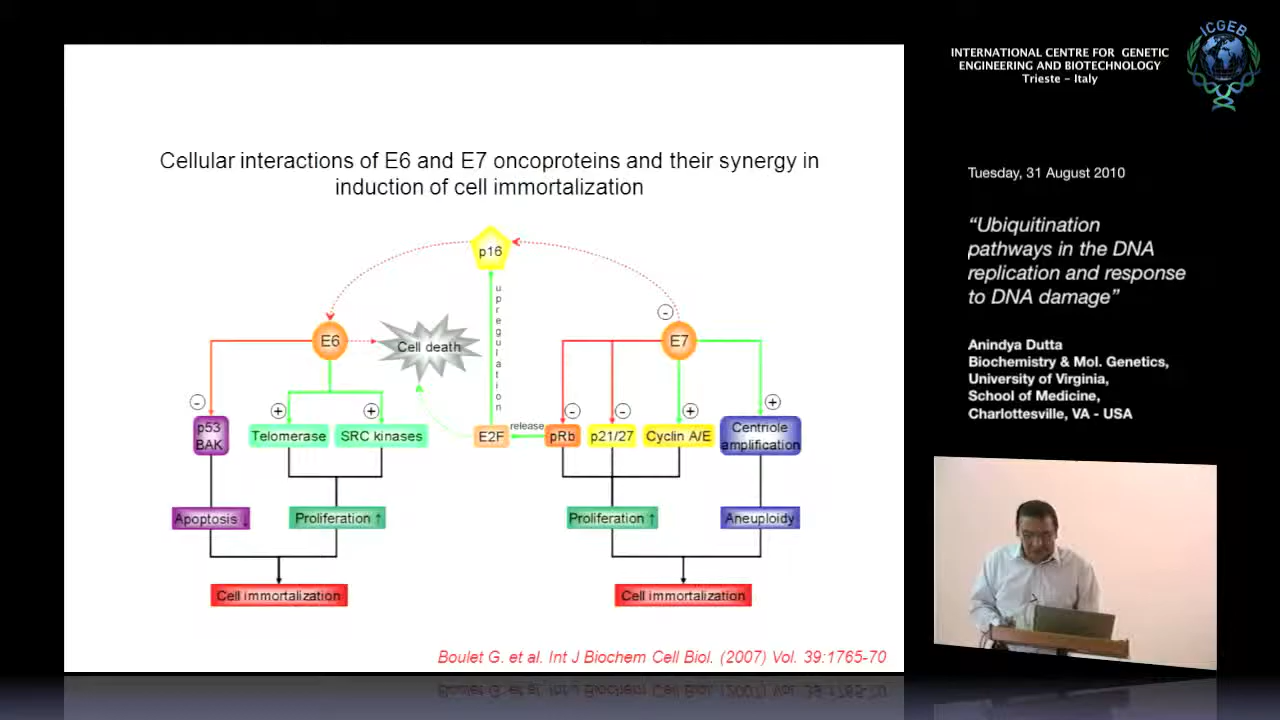 Cellular interactions of E6 and E7 oncoproteins and their synergy in
induction of cell immortalization
p16
upregulation
E6
Cell death
E7
-
-
+
+
-
-
+
+
p53
BAK
Telomerase
SRC kinases
E2F
release
pRb
p21/27
Cyclin A/E
Centriole
amplification
Apoptosis ↓
Proliferation ↑
Proliferation ↑
Aneuploidy
Cell immortalization
Cell immortalization
Boulet G. et al. Int J Biochem Cell Biol. (2007) Vol. 39:1765-70
INTERNATIONAL CENTRE FOR GENETIC
ENGINEERING AND BIOTECHNOLOGY
Trieste - Italy
ICGEB
Tuesday, 31 August 2010
“Ubiquitination
pathways in the DNA
replication and response
to DNA damage”
Anindya Dutta
Biochemistry & Mol. Genetics,
University of Virginia,
School of Medicine,
Charlottesville, VA - USA